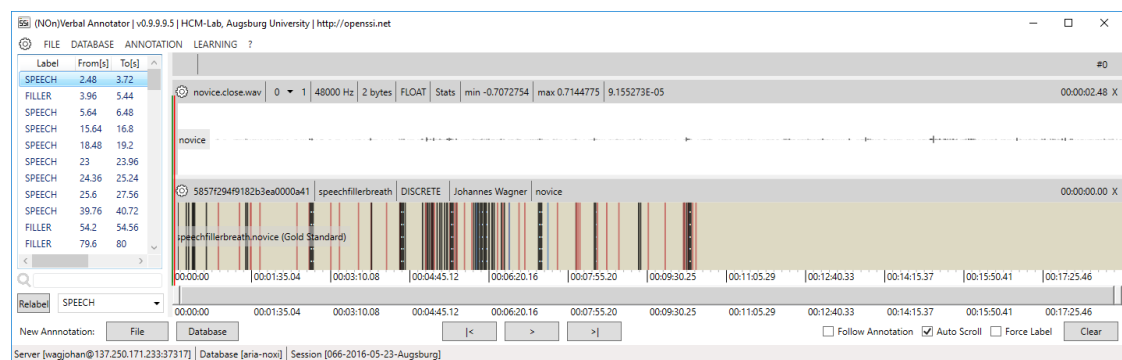 SSI (NOn)Verbal Annotator | v0.9.9.9.5 | HCM-Lab, Augsburg University | http://openssi.net
FILE DATABASE ANNOTATION LEARNING ?
Label From[s] To[s]
SPEECH 2.48 3.72
FILLER 3.96 5.44
SPEECH 5.64 6.48
SPEECH 15.64 16.8
SPEECH 18.48 19.2
SPEECH 23 23.96
SPEECH 24.36 25.24
SPEECH 25.6 27.56
SPEECH 39.76 40.72
FILLER 54.2 54.56
FILLER 79.6 80
Relabel SPEECH
#0
novice.close.wav 0 1 48000 Hz 2 bytes FLOAT Stats min -0.7072754 max 0.7144775 9.155273E-05 00:00:02.48 X
novice
5857f294f9182b3ea0000a41 speechfillerbreath DISCRETE Johannes Wagner novice 00:00:00.00 X
speechfillerbreath.novice (Gold Standard)
00:00:00 00:01:35.04 00:03:10.08 00:04:45.12 00:06:20.16 00:07:55.20 00:09:30.25 00:11:05.29 00:12:40.33 00:14:15.37 00:15:50.41 00:17:25.46
00:00:00 00:01:35.04 00:03:10.08 00:04:45.12 00:06:20.16 00:07:55.20 00:09:30.25 00:11:05.29 00:12:40.33 00:14:15.37 00:15:50.41 00:17:25.46
New Annnotation: File Database |< > >| Follow Annotation Auto Scroll Force Label Clear
Server [wagjohan@137.250.171.233:37317] Database [aria-noxi] Session [066-2016-05-23-Augsburg]